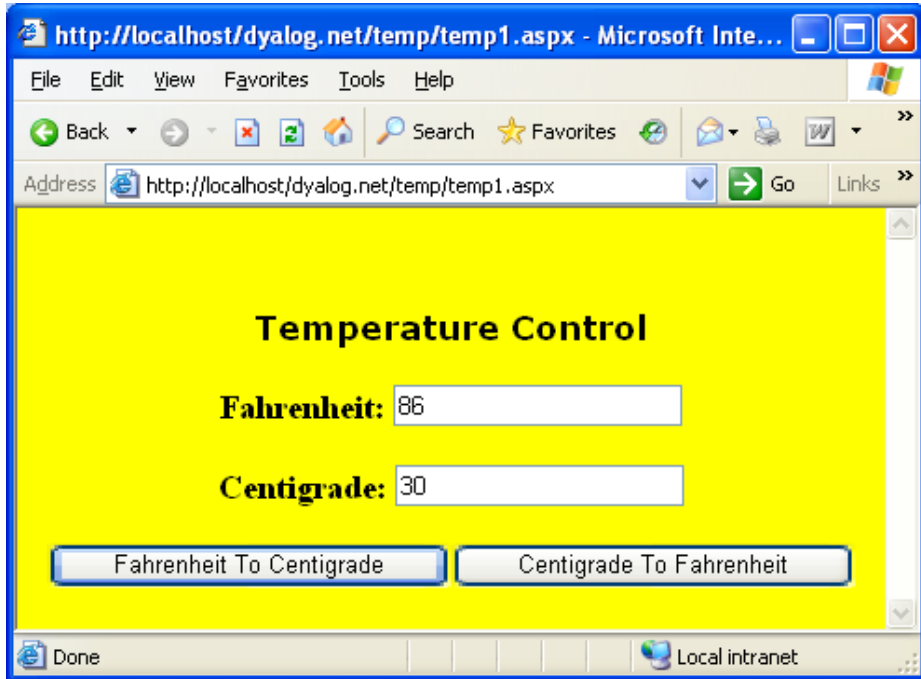 http://localhost/dyalog.net/temp/temp1.aspx - Microsoft Inte...
File Edit View Favorites Tools Help
Back Search Favorites W »
Address http://localhost/dyalog.net/temp/temp1.aspx Go Links »
Temperature Control
Fahrenheit: 86
Centigrade: 30
Fahrenheit To Centigrade Centigrade To Fahrenheit
Done Local intranet